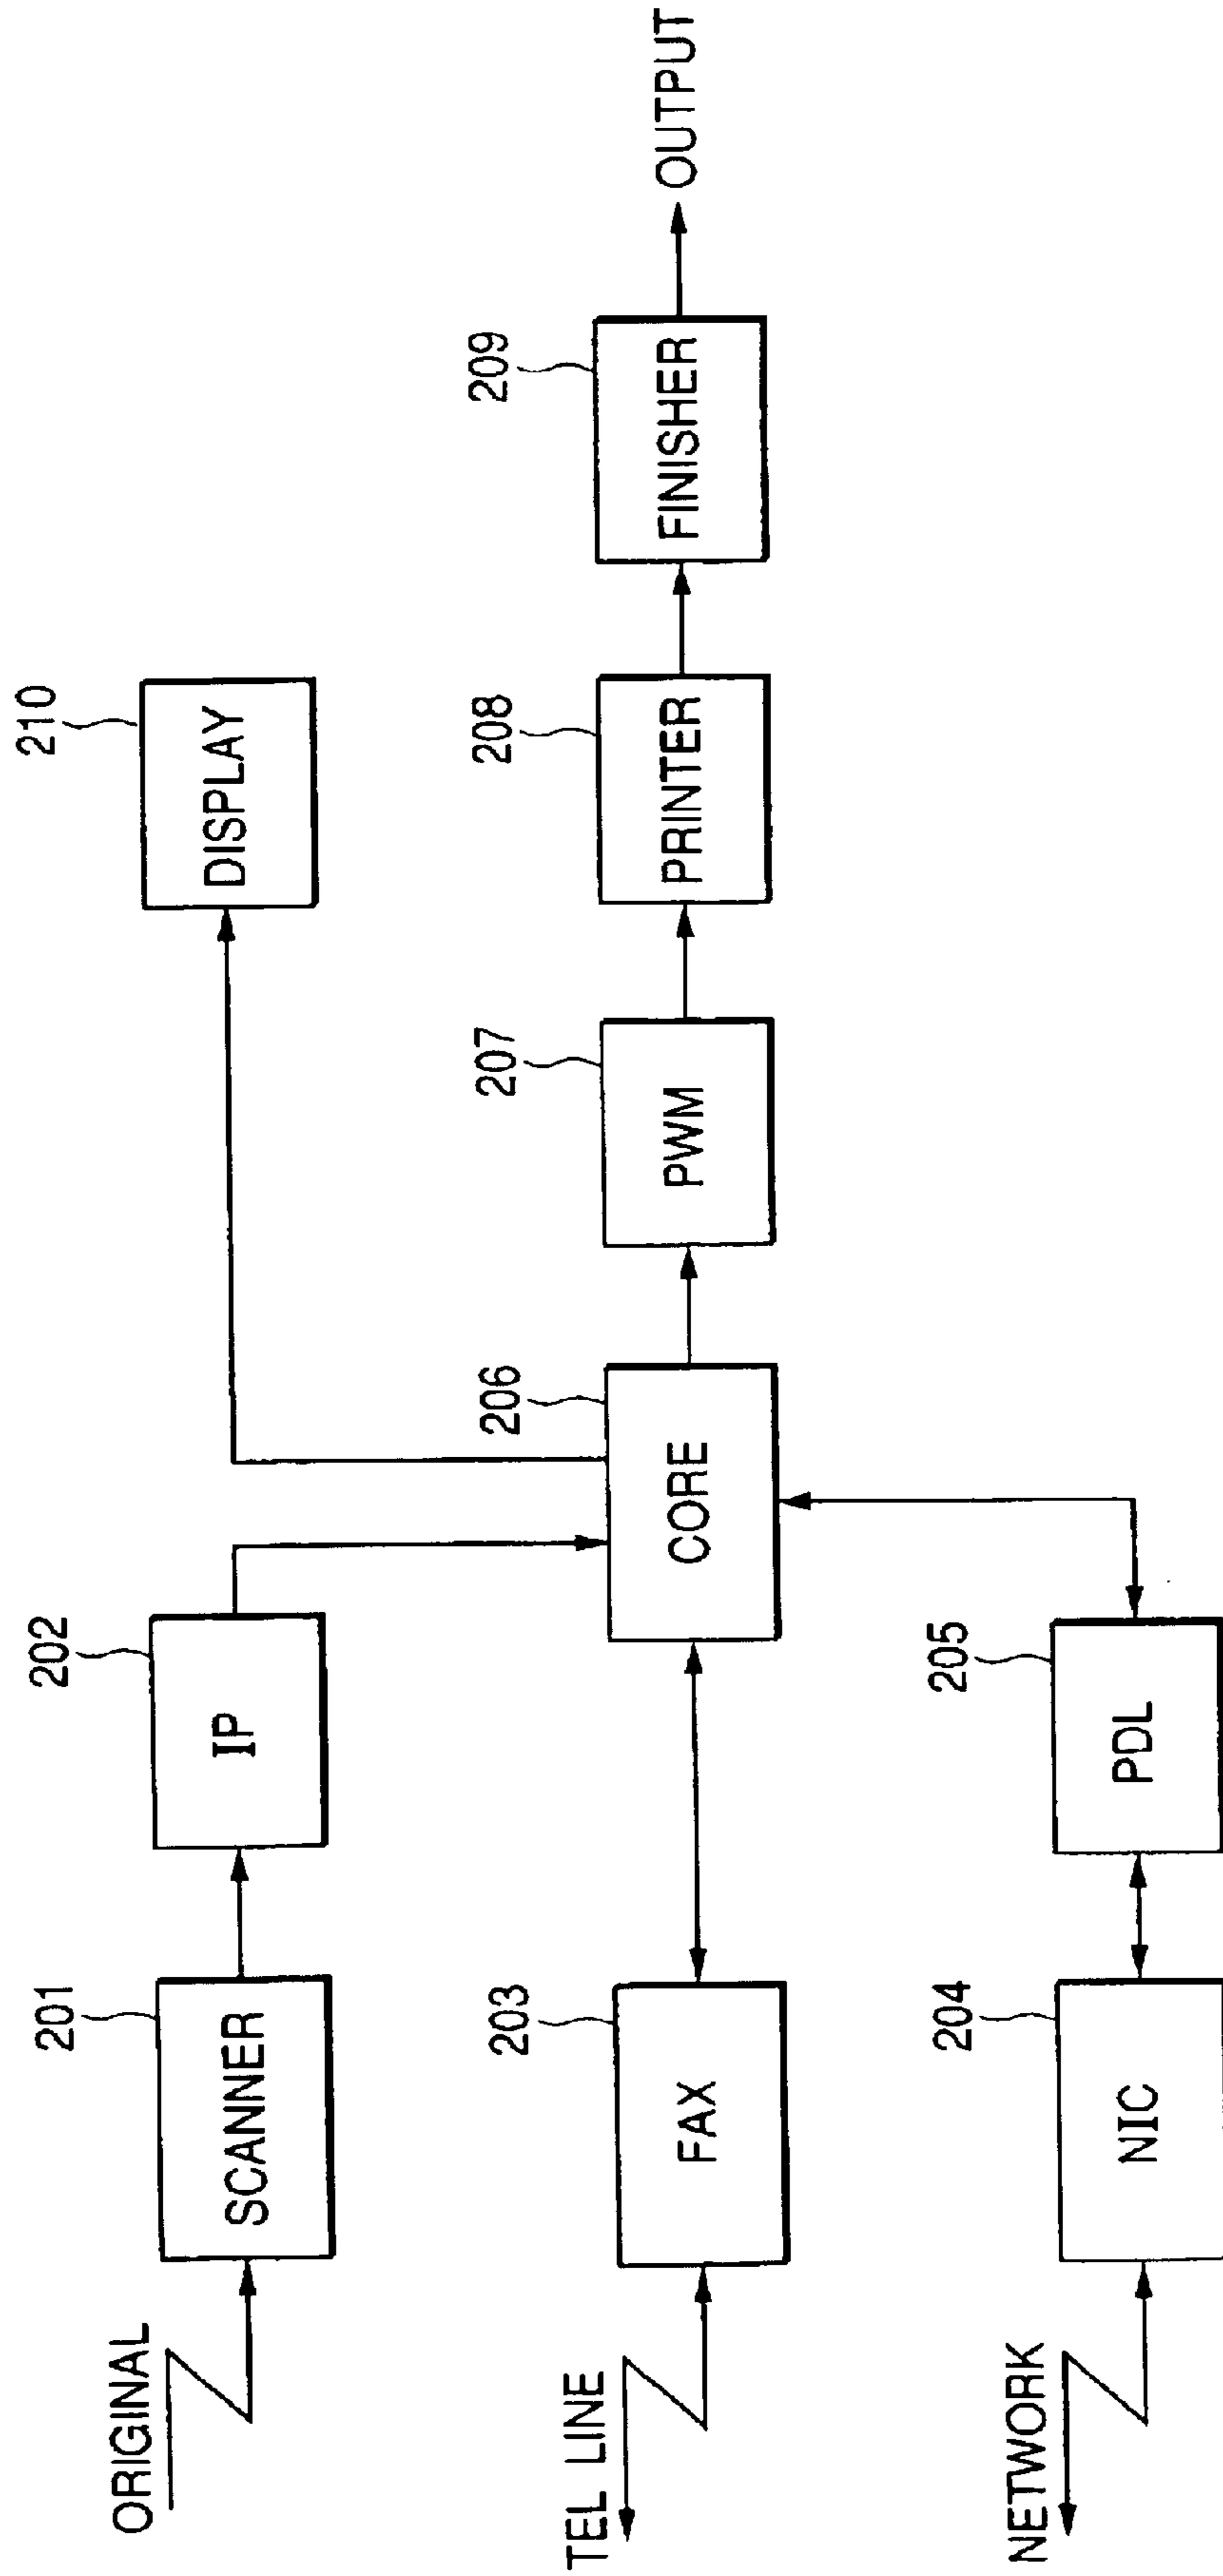 ORIGINAL
201
SCANNER
202
IP
210
DISPLAY
TEL LINE
203
FAX
206
CORE
207
PWM
208
PRINTER
209
FINISHER
OUTPUT
NETWORK
204
NIC
205
PDL